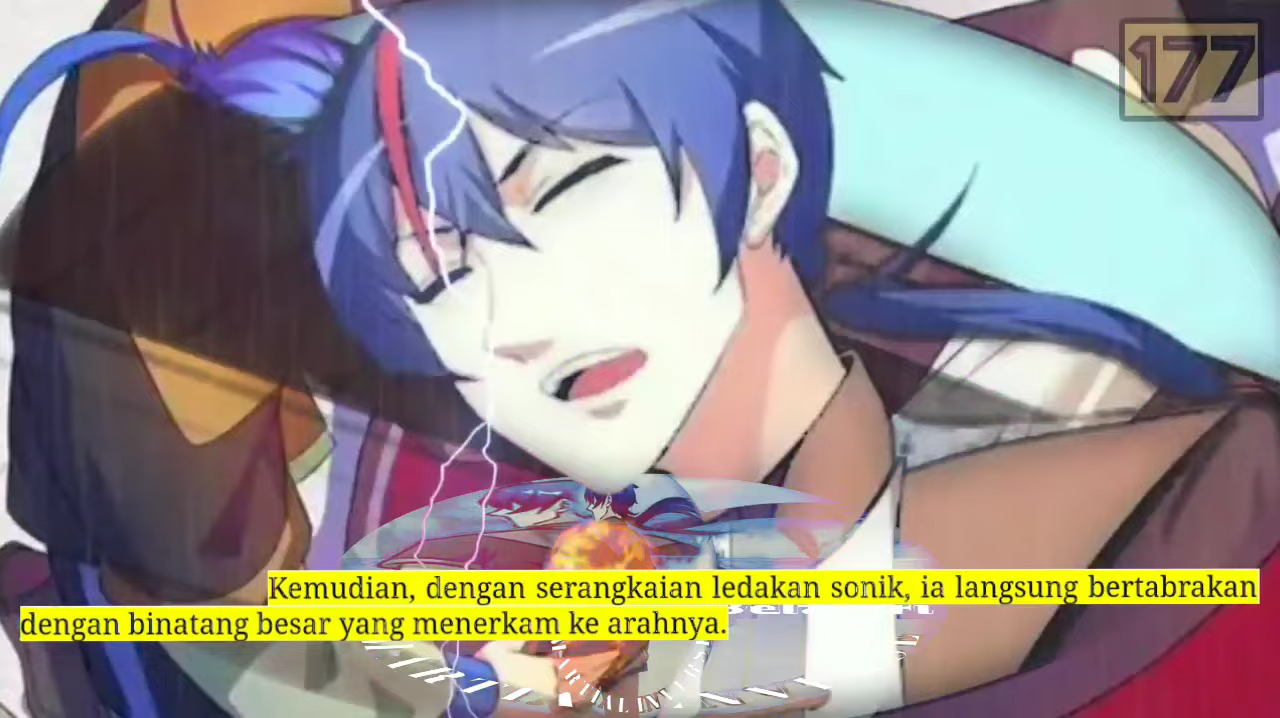 177
Kemudian, dengan serangkaian ledakan sonik, ia langsung bertabrakan
dengan binatang besar yang menerkam ke arahnya.